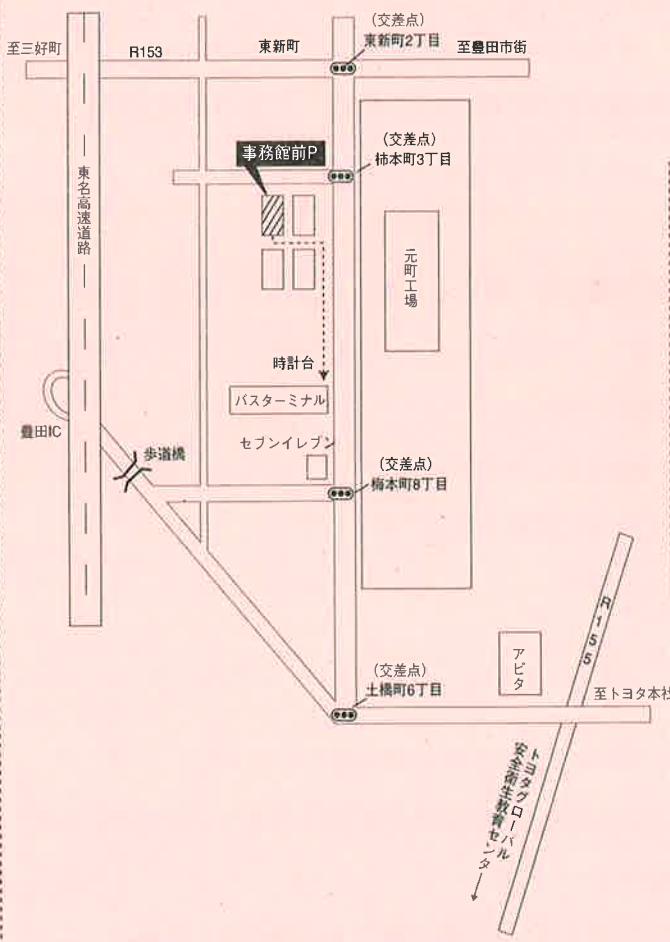 (交差点)
東新町2丁目
至三好町
R153
東新町
至豊田市街
(交差点)
柿本町3丁目
事務館前P
東名高速道路
元町工場
時計台
バスターミナル
豊田IC
セブンイレブン
歩道橋
(交差点)
梅本町8丁目
R155
アピタ
(交差点)
土橋町6丁目
至トヨタ本社
トヨタグローバル
安全衛生教育センタ